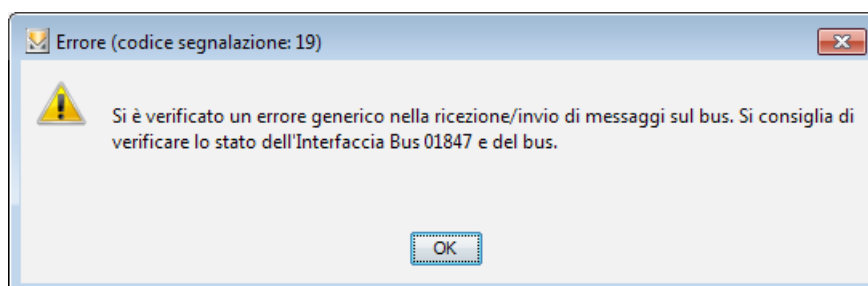 Errore (codice segnalazione: 19)
Si è verificato un errore generico nella ricezione/invio di messaggi sul bus. Si consiglia di
verificare lo stato dell'Interfaccia Bus 01847 e del bus.
OK